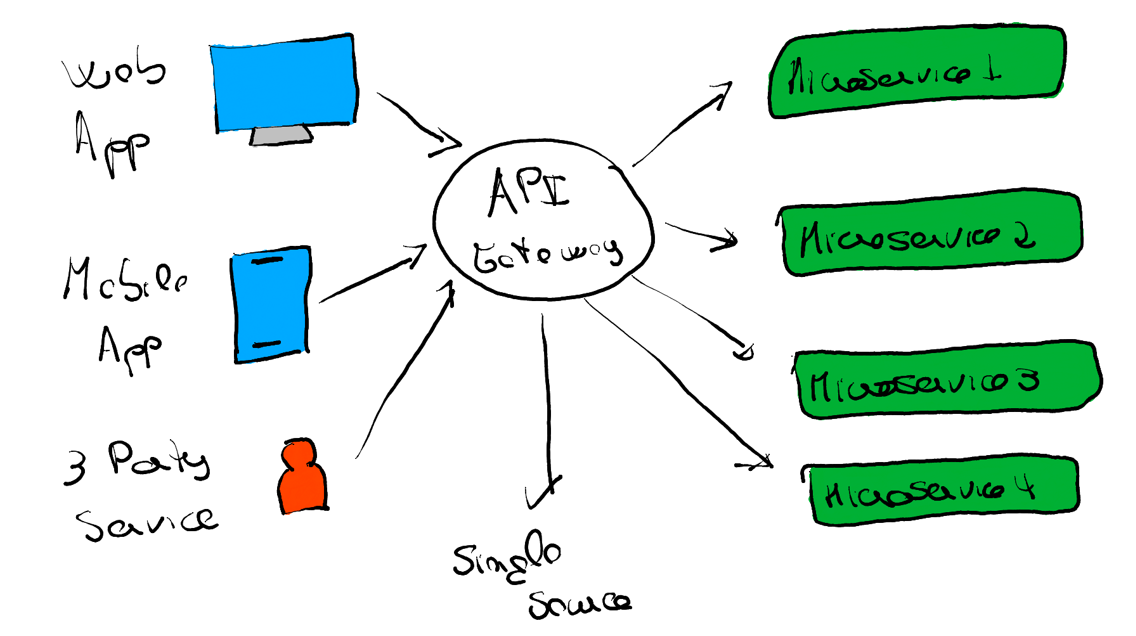 Web
App
Mobile
App
3 Party
Service
API
Gateway
Single
Source
Microservice 1
Microservice 2
Microservice 3
Microservice 4